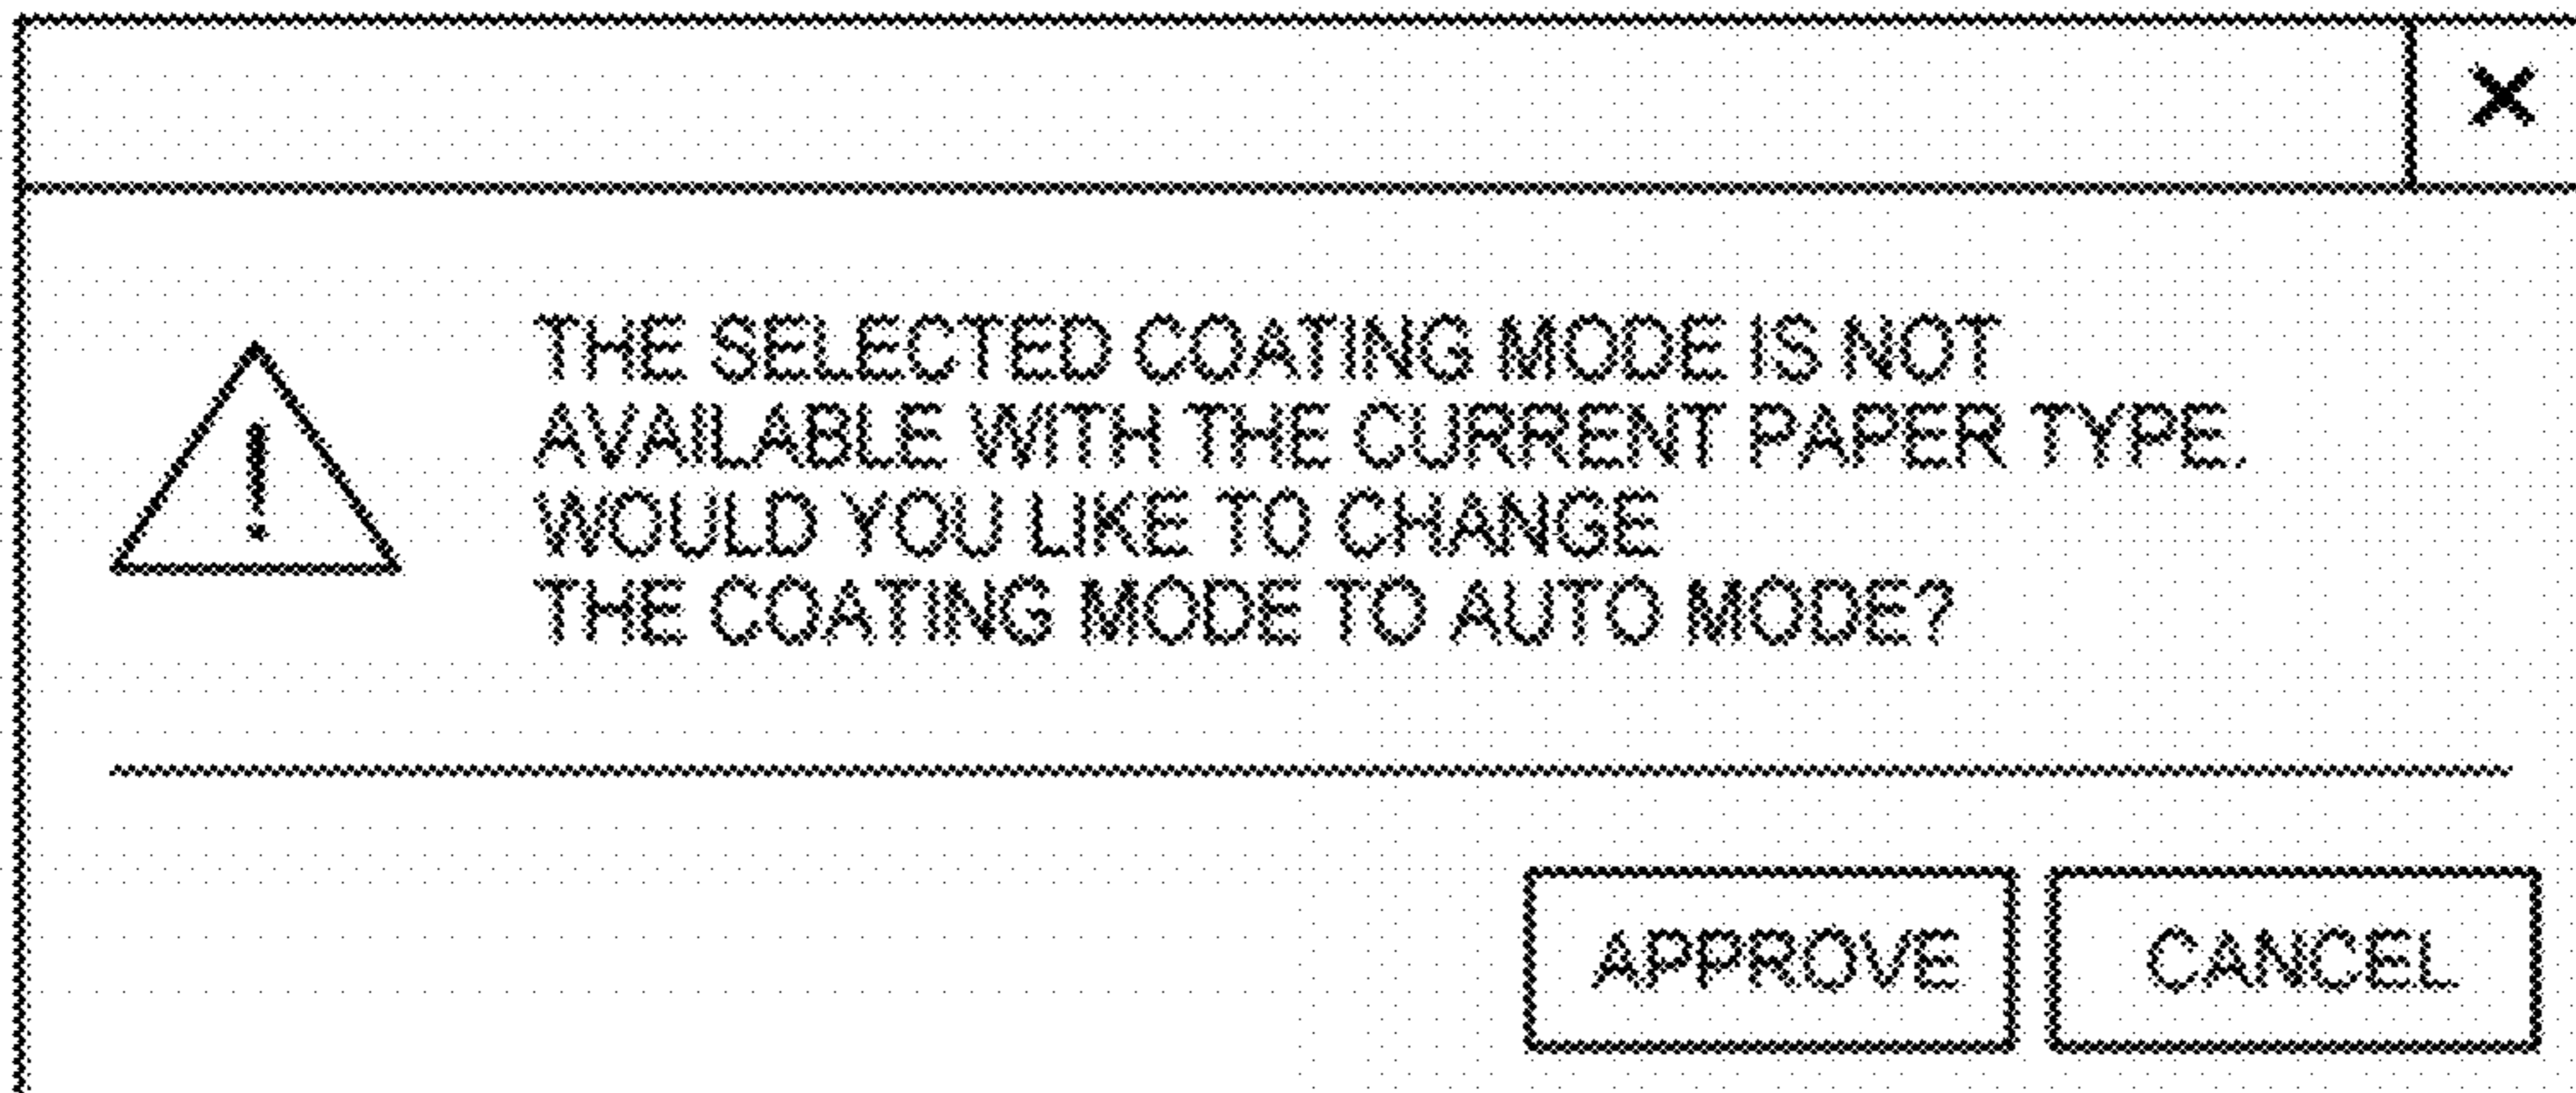 THE SELECTED COATING MODE IS NOT
AVAILABLE WITH THE CURRENT PAPER TYPE.
WOULD YOU LIKE TO CHANGE
THE COATING MODE TO AUTO MODE?
APPROVE CANCEL